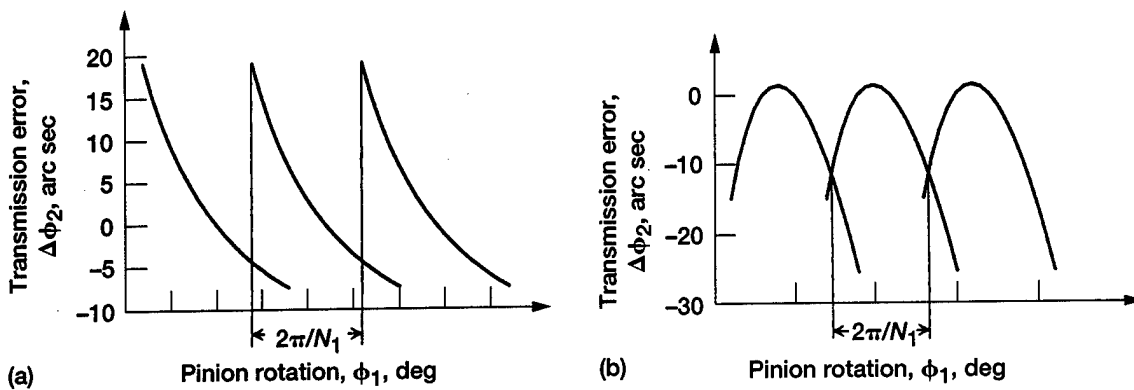 Transmission error,
Δϕ₂, arc sec
20
15
10
5
0
−5
−10
2π/N₁
(a)
Pinion rotation, ϕ₁, deg
Transmission error,
Δϕ₂, arc sec
0
−10
−20
−30
2π/N₁
(b)
Pinion rotation, ϕ₁, deg